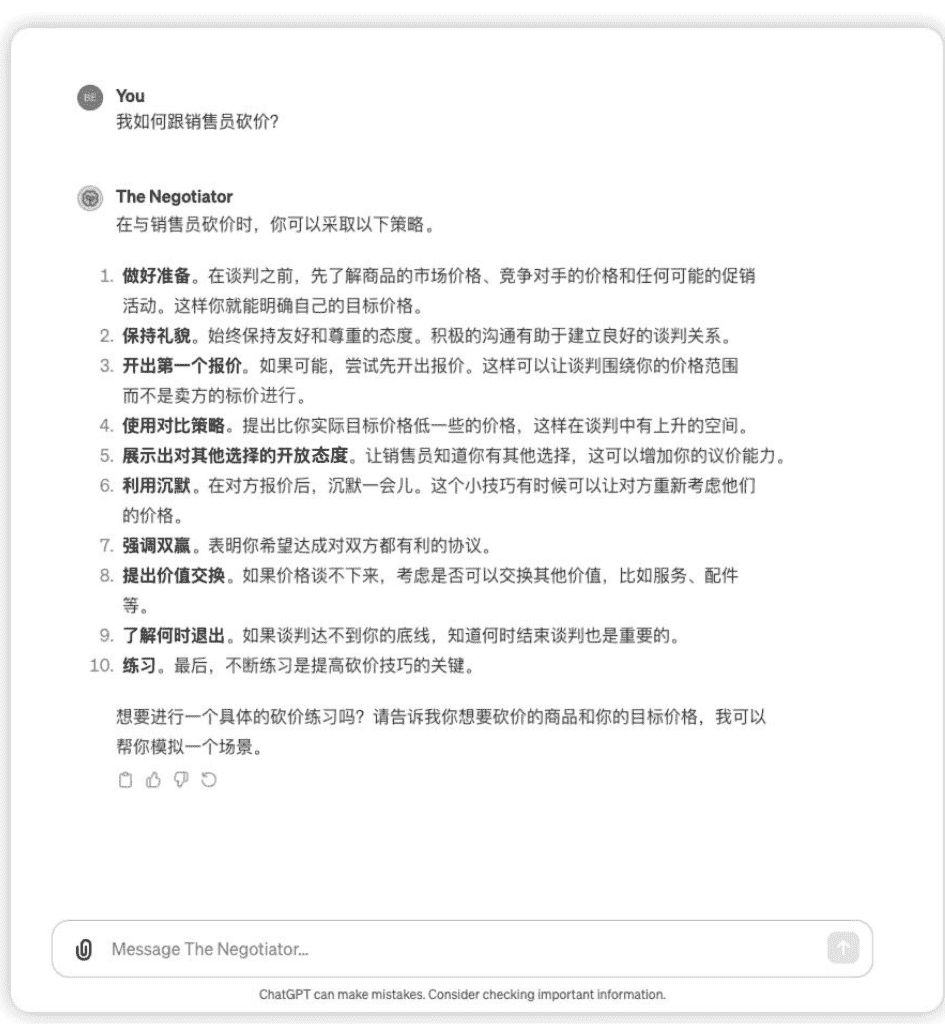 BE
You
我如何跟销售员砍价?
The Negotiator
在与销售员砍价时，你可以采取以下策略。
1. 做好准备。在谈判之前，先了解商品的市场价格、竞争对手的价格和任何可能的促销
活动。这样你就能明确自己的目标价格。
2. 保持礼貌。始终保持友好和尊重的态度。积极的沟通有助于建立良好的谈判关系。
3. 开出第一个报价。如果可能，尝试先开出报价。这样可以让谈判围绕你的价格范围
而不是卖方的标价进行。
4. 使用对比策略。提出比你实际目标价格低一些的价格，这样在谈判中有上升的空间。
5. 展示出对其他选择的开放态度。让销售员知道你有其他选择，这可以增加你的议价能力。
6. 利用沉默。在对方报价后，沉默一会儿。这个小技巧有时候可以让对方重新考虑他们
的价格。
7. 强调双赢。表明你希望达成对双方都有利的协议。
8. 提出价值交换。如果价格谈不下来，考虑是否可以交换其他价值，比如服务、配件
等。
9. 了解何时退出。如果谈判达不到你的底线，知道何时结束谈判也是重要的。
10. 练习。最后，不断练习是提高砍价技巧的关键。
想要进行一个具体的砍价练习吗？请告诉我你想要砍价的商品和你的目标价格，我可以
帮你模拟一个场景。
Message The Negotiator...
ChatGPT can make mistakes. Consider checking important information.